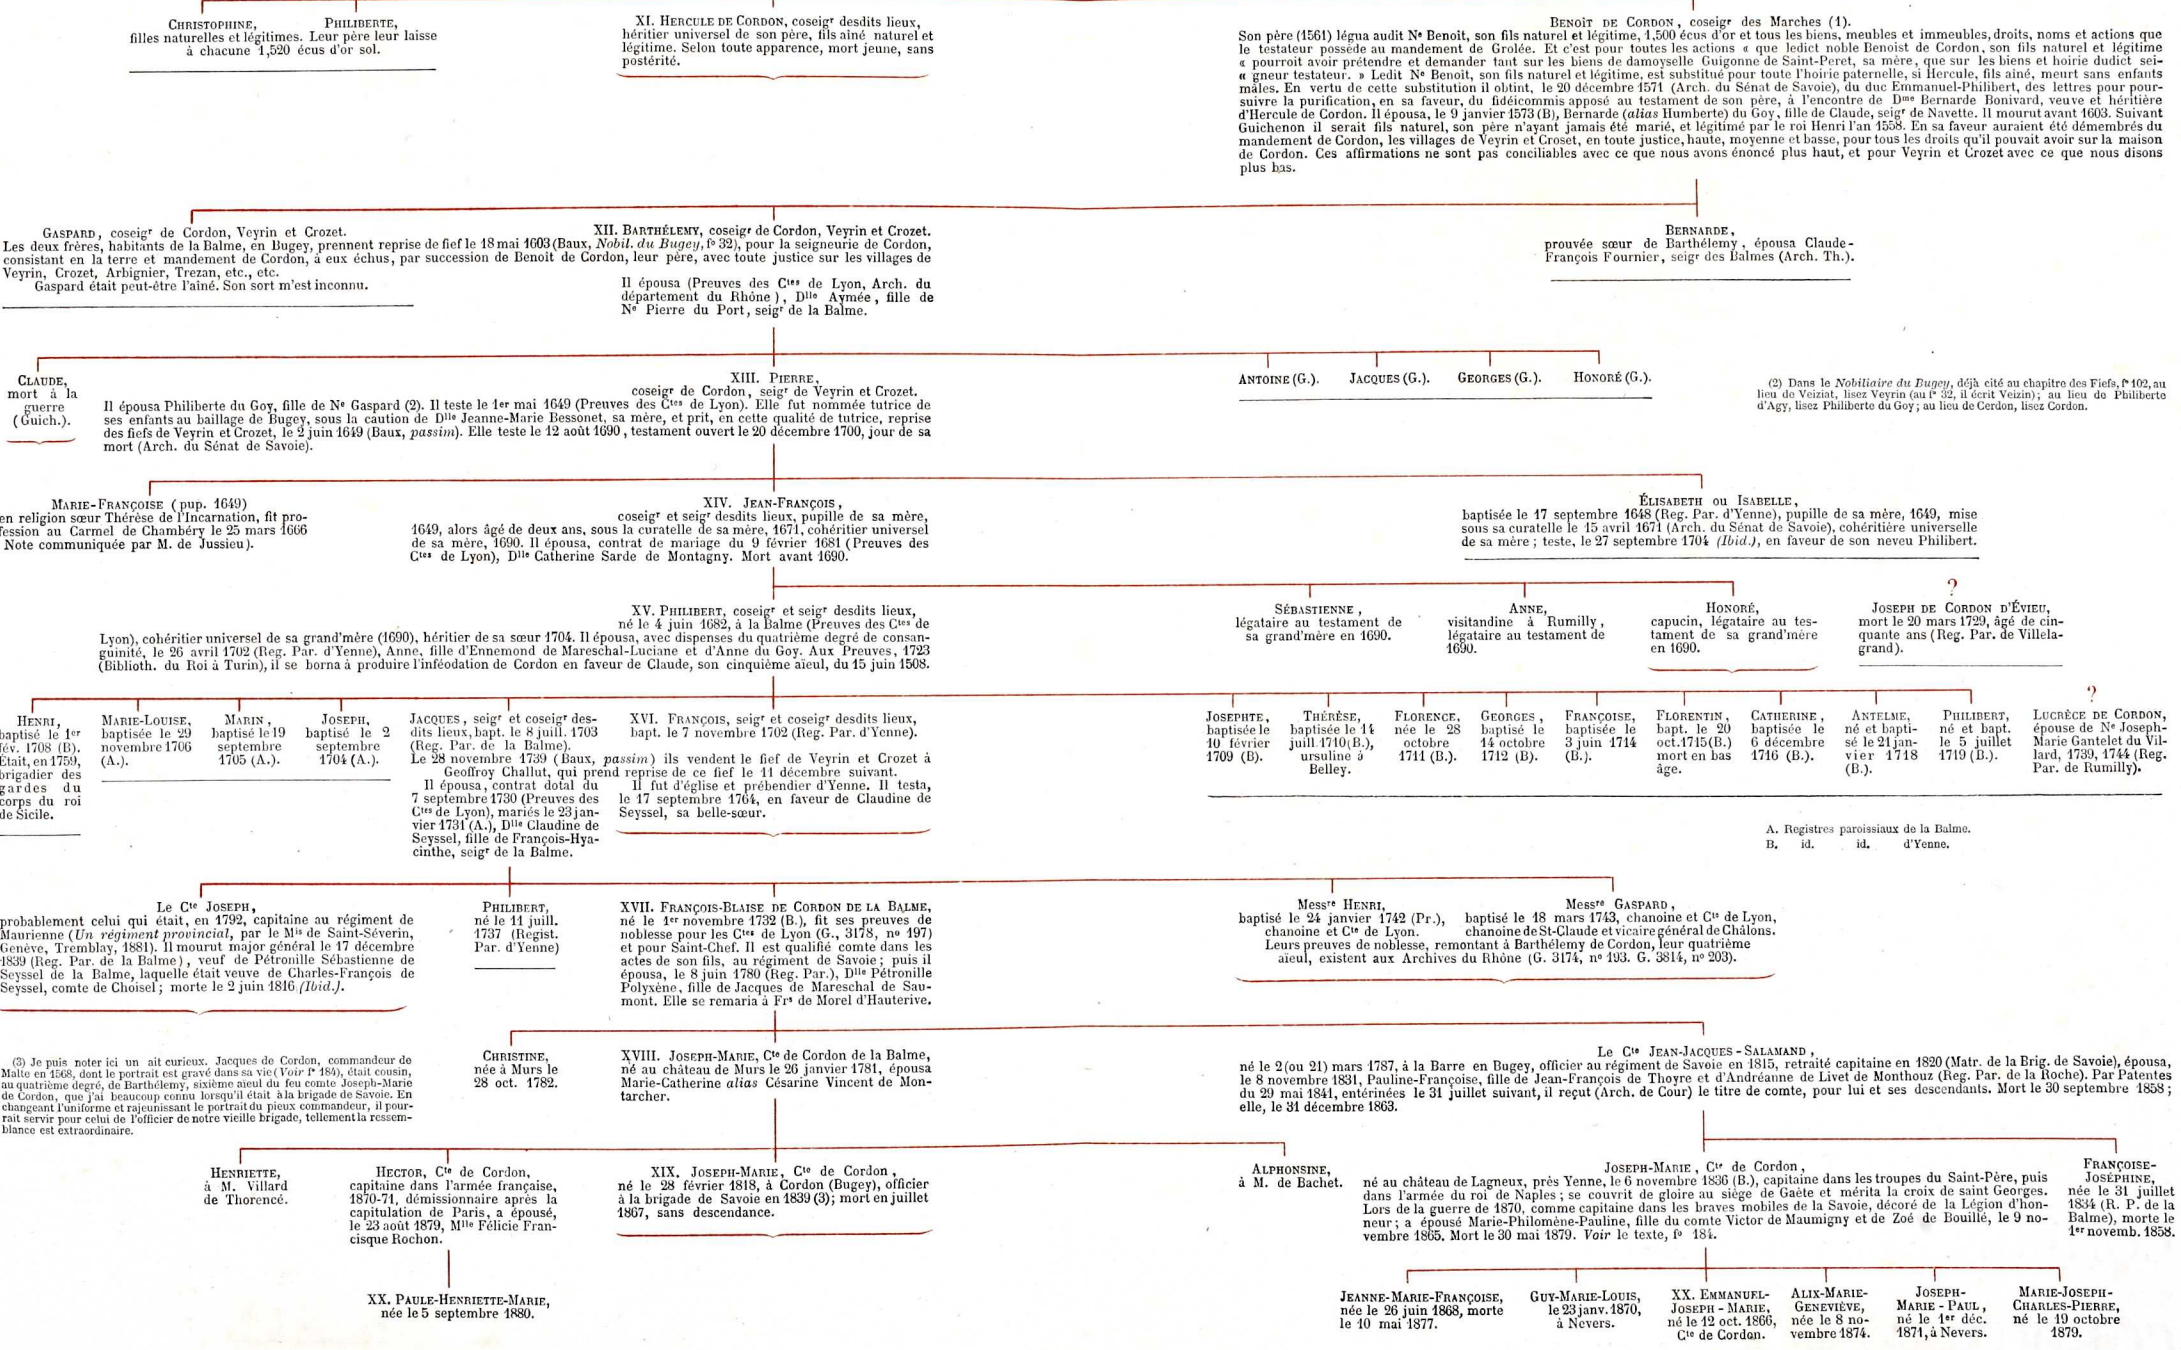 CHRISTOPHINE,
PHILIBERTE,
filles naturelles et légitimes. Leur père leur laisse
à chacune 1,520 écus d'or sol.
XI. HERCULE DE CORDON, coseigr desdits lieux,
héritier universel de son père, fils aîné naturel et
légitime. Selon toute apparence, mort jeune, sans
postérité.
BENOÎT DE CORDON, coseigr des Marches (1).
Son père (1561) légua audit Ne Benoît, son fils naturel et légitime, 1,500 écus d'or et tous les biens, meubles et immeubles, droits, noms et actions que
le testateur possède au mandement de Grolée. Et c'est pour toutes les actions « que ledict noble Benoist de Cordon, son fils naturel et légitime
« pourroit avoir prétendre et demander tant sur les biens de damoyselle Guigonne de Saint-Peret, sa mère, que sur les biens et hoirie dudict sei-
« gneur testateur. » Ledit Ne Benoît, son fils naturel et légitime, est substitué pour toute l'hoirie paternelle, si Hercule, fils aîné, meurt sans enfants
mâles. En vertu de cette substitution il obtint, le 20 décembre 1571 (Arch. du Sénat de Savoie), du duc Emmanuel-Philibert, des lettres pour pour-
suivre la purification, en sa faveur, du fidéicommis apposé au testament de son père, à l'encontre de Dme Bernarde Bonivard, veuve et héritière
d'Hercule de Cordon. Il épousa, le 9 janvier 1573 (B), Bernarde (alias Humberte) du Goy, fille de Claude, seigr de Navette. Il mourut avant 1603. Suivant
Guichenon il serait fils naturel, son père n'ayant jamais été marié, et légitimé par le roi Henri l'an 1558. En sa faveur auraient été démembrés du
mandement de Cordon, les villages de Veyrin et Croset, en toute justice, haute, moyenne et basse, pour tous les droits qu'il pouvait avoir sur la maison
de Cordon. Ces affirmations ne sont pas conciliables avec ce que nous avons énoncé plus haut, et pour Veyrin et Crozet avec ce que nous disons
plus bas.
GASPARD, coseigr de Cordon, Veyrin et Crozet.
XII. BARTHÉLEMY, coseigr de Cordon, Veyrin et Crozet.
Les deux frères, habitants de la Balme, en Bugey, prennent reprise de fief le 18 mai 1603 (Baux, Nobil. du Bugey, fo 32), pour la seigneurie de Cordon,
consistant en la terre et mandement de Cordon, à eux échus, par succession de Benoît de Cordon, leur père, avec toute justice sur les villages de
Veyrin, Crozet, Arbignier, Trezan, etc., etc.
Gaspard était peut-être l'aîné. Son sort m'est inconnu.
Il épousa (Preuves des Ctes de Lyon, Arch. du
département du Rhône), Dlle Aymée, fille de
Ne Pierre du Port, seigr de la Balme.
BERNARDE,
prouvée sœur de Barthélemy, épousa Claude-
François Fournier, seigr des Balmes (Arch. Th.).
CLAUDE,
mort à la
guerre
(Guich.).
XIII. PIERRE,
coseigr de Cordon, seigr de Veyrin et Crozet.
Il épousa Philiberte du Goy, fille de Ne Gaspard (2). Il teste le 1er mai 1649 (Preuves des Ctes de Lyon). Elle fut nommée tutrice de
ses enfants au baillage de Bugey, sous la caution de Dlle Jeanne-Marie Bessonet, sa mère, et prit, en cette qualité de tutrice, reprise
des fiefs de Veyrin et Crozet, le 2 juin 1649 (Baux, passim). Elle teste le 12 août 1690, testament ouvert le 20 décembre 1700, jour de sa
mort (Arch. du Sénat de Savoie).
ANTOINE (G.).
JACQUES (G.).
GEORGES (G.).
HONORÉ (G.).
(2) Dans le Nobiliaire du Bugey, déjà cité au chapitre des Fiefs, fo 102, au
lieu de Veiziat, lisez Veyrin (au fo 32, il écrit Veizin); au lieu de Philiberte
d'Agy, lisez Philiberte du Goy; au lieu de Cerdon, lisez Cordon.
MARIE-FRANÇOISE (pup. 1649)
en religion sœur Thérèse de l'Incarnation, fit pro-
fession au Carmel de Chambéry le 25 mars 1666
Note communiquée par M. de Jussieu).
XIV. JEAN-FRANÇOIS,
coseigr et seigr desdits lieux, pupille de sa mère,
1649, alors âgé de deux ans, sous la curatelle de sa mère, 1671, cohéritier universel
de sa mère, 1690. Il épousa, contrat de mariage du 9 février 1681 (Preuves des
Ctes de Lyon), Dlle Catherine Sarde de Montagny. Mort avant 1690.
ÉLISABETH OU ISABELLE,
baptisée le 17 septembre 1648 (Reg. Par. d'Yenne), pupille de sa mère, 1649, mise
sous sa curatelle le 15 avril 1671 (Arch. du Sénat de Savoie), cohéritière universelle
de sa mère; teste, le 27 septembre 1704 (Ibid.), en faveur de son neveu Philibert.
XV. PHILIBERT, coseigr et seigr desdits lieux,
né le 4 juin 1682, à la Balme (Preuves des Ctes de
Lyon), cohéritier universel de sa grand'mère (1690), héritier de sa sœur 1704. Il épousa, avec dispenses du quatrième degré de consan-
guinité, le 26 avril 1702 (Reg. Par. d'Yenne), Anne, fille d'Ennemond de Mareschal-Luciane et d'Anne du Goy. Aux Preuves, 1723
(Biblioth. du Roi à Turin), il se borna à produire l'inféodation de Cordon en faveur de Claude, son cinquième aïeul, du 15 juin 1508.
SÉBASTIENNE,
légataire au testament de
sa grand'mère en 1690.
ANNE,
visitandine à Rumilly,
légataire au testament de
1690.
HONORÉ,
capucin, légataire au tes-
tament de sa grand'mère
en 1690.
?
JOSEPH DE CORDON D'ÉVIEU,
mort le 20 mars 1729, âgé de cin-
quante ans (Reg. Par. de Villela-
grand).
HENRI,
baptisé le 1er
fév. 1708 (B).
Était, en 1759,
brigadier des
gardes du
corps du roi
de Sicile.
MARIE-LOUISE,
baptisée le 29
novembre 1706
(A.).
MARIN,
baptisé le 19
septembre
1705 (A.).
JOSEPH,
baptisé le 2
septembre
1704 (A.).
JACQUES, seigr et coseigr des-
dits lieux, bapt. le 8 juill. 1703
(Reg. Par. de la Balme).
XVI. FRANÇOIS, seigr et coseigr desdits lieux,
bapt. le 7 novembre 1702 (Reg. Par. d'Yenne).
Le 28 novembre 1739 (Baux, passim) ils vendent le fief de Veyrin et Crozet à
Geoffroy Challut, qui prend reprise de ce fief le 11 décembre suivant.
Il épousa, contrat dotal du
7 septembre 1730 (Preuves des
Ctes de Lyon), mariés le 23 jan-
vier 1731 (A.), Dlle Claudine de
Seyssel, fille de François-Hya-
cinthe, seigr de la Balme.
Il fut d'église et prébendier d'Yenne. Il testa,
le 17 septembre 1764, en faveur de Claudine de
Seyssel, sa belle-sœur.
JOSEPHTE,
baptisée le
10 février
1709 (B).
THÉRÈSE,
baptisée le 14
juill. 1710 (B.),
ursuline à
Belley.
FLORENCE,
née le 28
octobre
1711 (B.).
GEORGES,
baptisé le
14 octobre
1712 (B).
FRANÇOISE,
baptisée le
3 juin 1714
(B.).
FLORENTIN,
bapt. le 20
oct. 1715 (B.)
mort en bas
âge.
CATHERINE,
baptisée le
6 décembre
1716 (B.).
ANTELME,
né et bapti-
sé le 21 jan-
vier 1718
(B.).
PHILIBERT,
né et bapt.
le 5 juillet
1719 (B.).
?
LUCRÈCE DE CORDON,
épouse de Ne Joseph-
Marie Gantelet du Vil-
lard, 1739, 1744 (Reg.
Par. de Rumilly).
A. Registres paroissiaux de la Balme.
B. id. id. d'Yenne.
Le Cte JOSEPH,
probablement celui qui était, en 1792, capitaine au régiment de
Maurienne (Un régiment provincial, par le Mis de Saint-Séverin,
Genève, Tremblay, 1881). Il mourut major général le 17 décembre
1839 (Reg. Par. de la Balme), veuf de Pétronille Sébastienne de
Seyssel de la Balme, laquelle était veuve de Charles-François de
Seyssel, comte de Choisel; morte le 2 juin 1816 (Ibid.).
PHILIBERT,
né le 11 juill.
1737 (Regist.
Par. d'Yenne)
XVII. FRANÇOIS-BLAISE DE CORDON DE LA BALME,
né le 1er novembre 1732 (B.), fit ses preuves de
noblesse pour les Ctes de Lyon (G., 3178, no 197)
et pour Saint-Chef. Il est qualifié comte dans les
actes de son fils, au régiment de Savoie; puis il
épousa, le 8 juin 1780 (Reg. Par.), Dlle Pétronille
Polyxène, fille de Jacques de Mareschal de Sau-
mont. Elle se remaria à Frs de Morel d'Hauterive.
Messre HENRI,
baptisé le 24 janvier 1742 (Pr.),
chanoine et Cte de Lyon.
Messre GASPARD,
baptisé le 18 mars 1743, chanoine et Cte de Lyon,
chanoine de St-Claude et vicaire général de Châlons.
Leurs preuves de noblesse, remontant à Barthélemy de Cordon, leur quatrième
aïeul, existent aux Archives du Rhône (G. 3174, no 193. G. 3814, no 203).
(3) Je puis noter ici un ait curieux. Jacques de Cordon, commandeur de
Malte en 1568, dont le portrait est gravé dans sa vie (Voir fo 184), était cousin,
au quatrième degré, de Barthélemy, sixième aïeul du feu comte Joseph-Marie
de Cordon, que j'ai beaucoup connu lorsqu'il était à la brigade de Savoie. En
changeant l'uniforme et rajeunissant le portrait du pieux commandeur, il pour-
rait servir pour celui de l'officier de notre vieille brigade, tellement la ressem-
blance est extraordinaire.
CHRISTINE,
née à Murs le
28 oct. 1782.
XVIII. JOSEPH-MARIE, Cte de Cordon de la Balme,
né au château de Murs le 26 janvier 1781, épousa
Marie-Catherine alias Césarine Vincent de Mon-
tarcher.
Le Cte JEAN-JACQUES-SALAMAND,
né le 2 (ou 21) mars 1787, à la Barre en Bugey, officier au régiment de Savoie en 1815, retraité capitaine en 1820 (Matr. de la Brig. de Savoie), épousa,
le 8 novembre 1831, Pauline-Françoise, fille de Jean-François de Thoyre et d'Andréanne de Livet de Monthouz (Reg. Par. de la Roche). Par Patentes
du 29 mai 1841, entérinées le 31 juillet suivant, il reçut (Arch. de Cour) le titre de comte, pour lui et ses descendants. Mort le 30 septembre 1858;
elle, le 31 décembre 1863.
HENRIETTE,
à M. Villard
de Thorencé.
HECTOR, Cte de Cordon,
capitaine dans l'armée française,
1870-71, démissionnaire après la
capitulation de Paris, a épousé,
le 23 août 1879, Mlle Félicie Fran-
cisque Rochon.
XIX. JOSEPH-MARIE, Cte de Cordon,
né le 28 février 1818, à Cordon (Bugey), officier
à la brigade de Savoie en 1839 (3); mort en juillet
1867, sans descendance.
ALPHONSINE,
à M. de Bachet.
JOSEPH-MARIE, Cte de Cordon,
né au château de Lagneux, près Yenne, le 6 novembre 1836 (B.), capitaine dans les troupes du Saint-Père, puis
dans l'armée du roi de Naples; se couvrit de gloire au siège de Gaëte et mérita la croix de saint Georges.
Lors de la guerre de 1870, comme capitaine dans les braves mobiles de la Savoie, décoré de la Légion d'hon-
neur; a épousé Marie-Philomène-Pauline, fille du comte Victor de Maumigny et de Zoé de Bouillé, le 9 no-
vembre 1865. Mort le 30 mai 1879. Voir le texte, fo 184.
FRANÇOISE-
JOSÉPHINE,
née le 31 juillet
1834 (R. P. de la
Balme), morte le
1er novemb. 1858.
XX. PAULE-HENRIETTE-MARIE,
née le 5 septembre 1880.
JEANNE-MARIE-FRANÇOISE,
née le 26 juin 1868, morte
le 10 mai 1877.
GUY-MARIE-LOUIS,
le 23 janv. 1870,
à Nevers.
XX. EMMANUEL-
JOSEPH-MARIE,
né le 12 oct. 1866,
Cte de Cordon.
ALIX-MARIE-
GENEVIÈVE,
née le 8 no-
vembre 1874.
JOSEPH-
MARIE-PAUL,
né le 1er déc.
1871, à Nevers.
MARIE-JOSEPH-
CHARLES-PIERRE,
né le 19 octobre
1879.